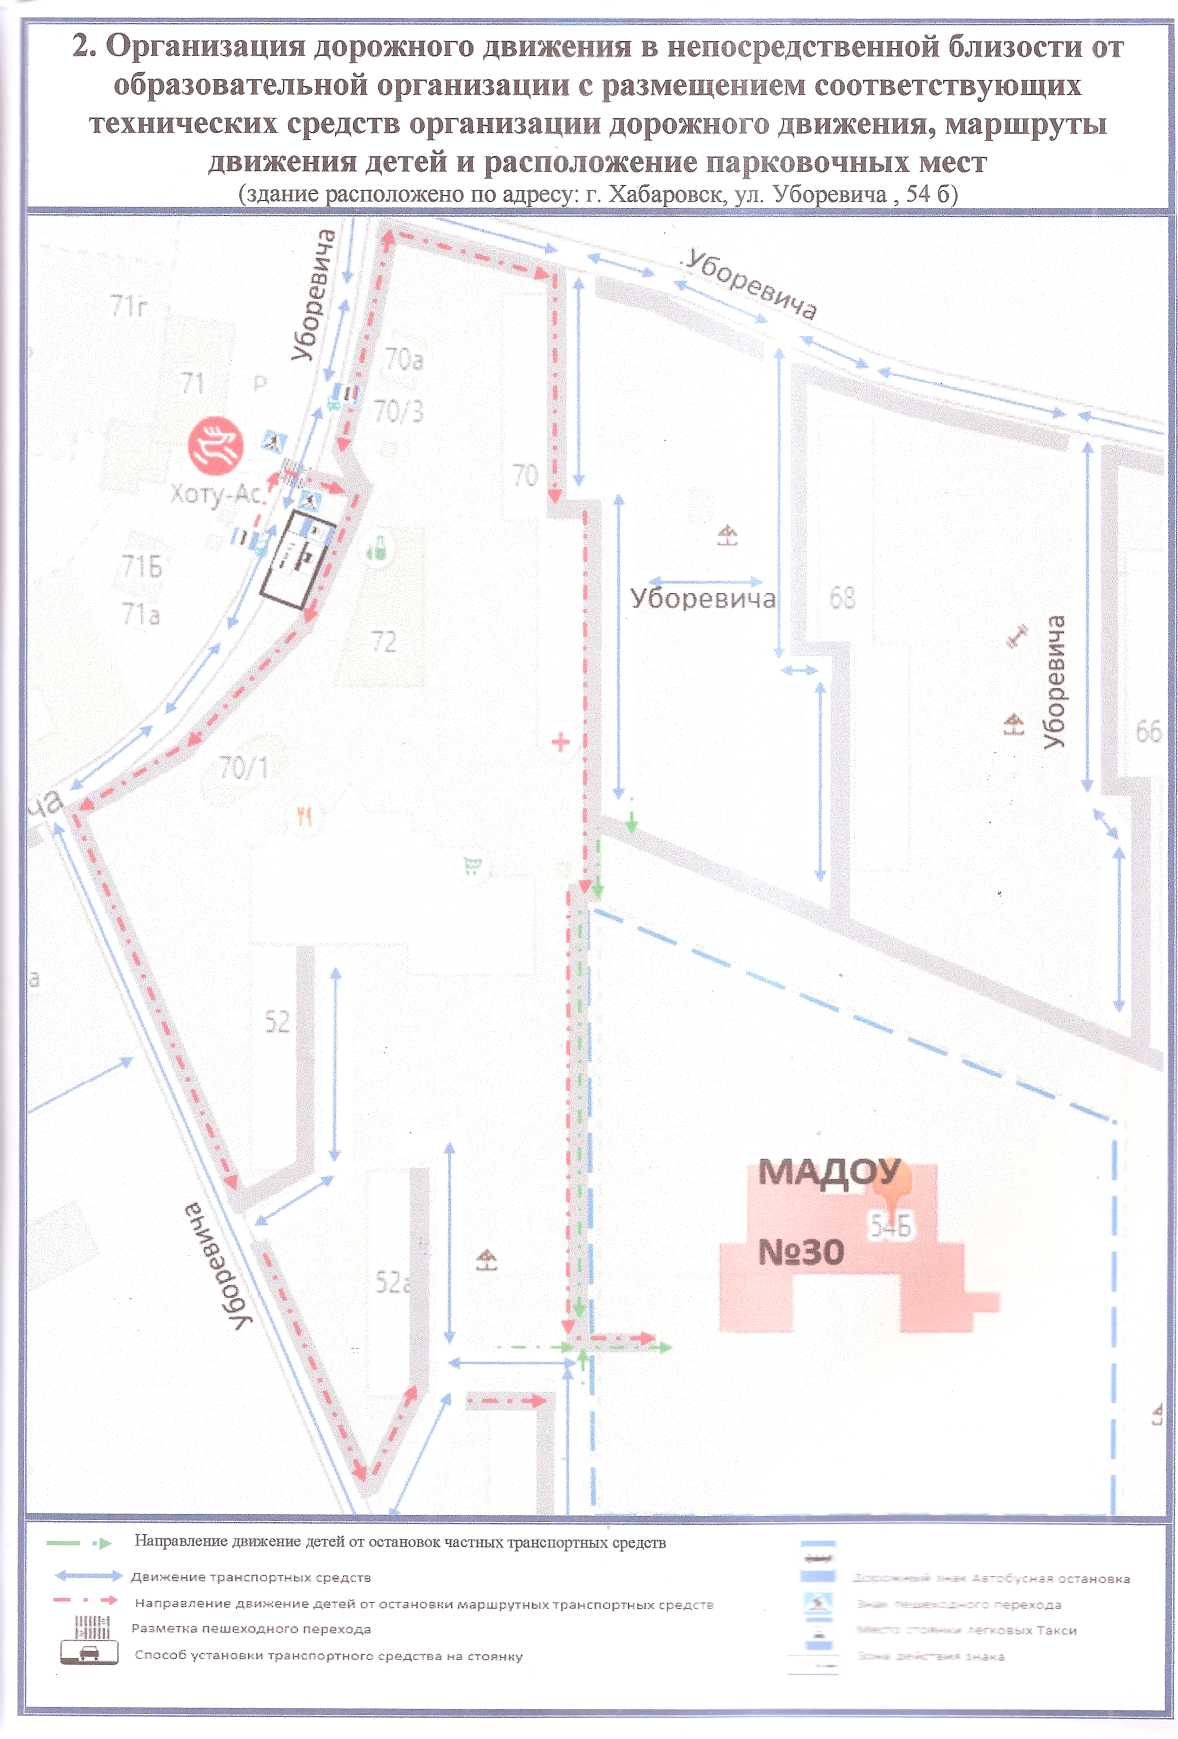 2. Организация дорожного движения в непосредственной близости от
образовательной организации с размещением соответствующих
технических средств организации дорожного движения, маршруты
движения детей и расположение парковочных мест
(здание расположено по адресу: г. Хабаровск, ул. Уборевича , 54 б)
Уборевича
.Уборевича
71г
70а
71
P
70/3
70
Хоту-Ас.
71Б
71а
72
Уборевича
68
Уборевича
66
70/1
ча
а
52
МАДОУ
54Б
№30
Уборевича
52а
Направление движение детей от остановок частных транспортных средств
Движение транспортных средств
Направление движение детей от остановки маршрутных транспортных средств
Разметка пешеходного перехода
Способ установки транспортного средства на стоянку
Дорожный знак Автобусная остановка
Знак пешеходного перехода
Место стоянки легковых Такси
Зона действия знака